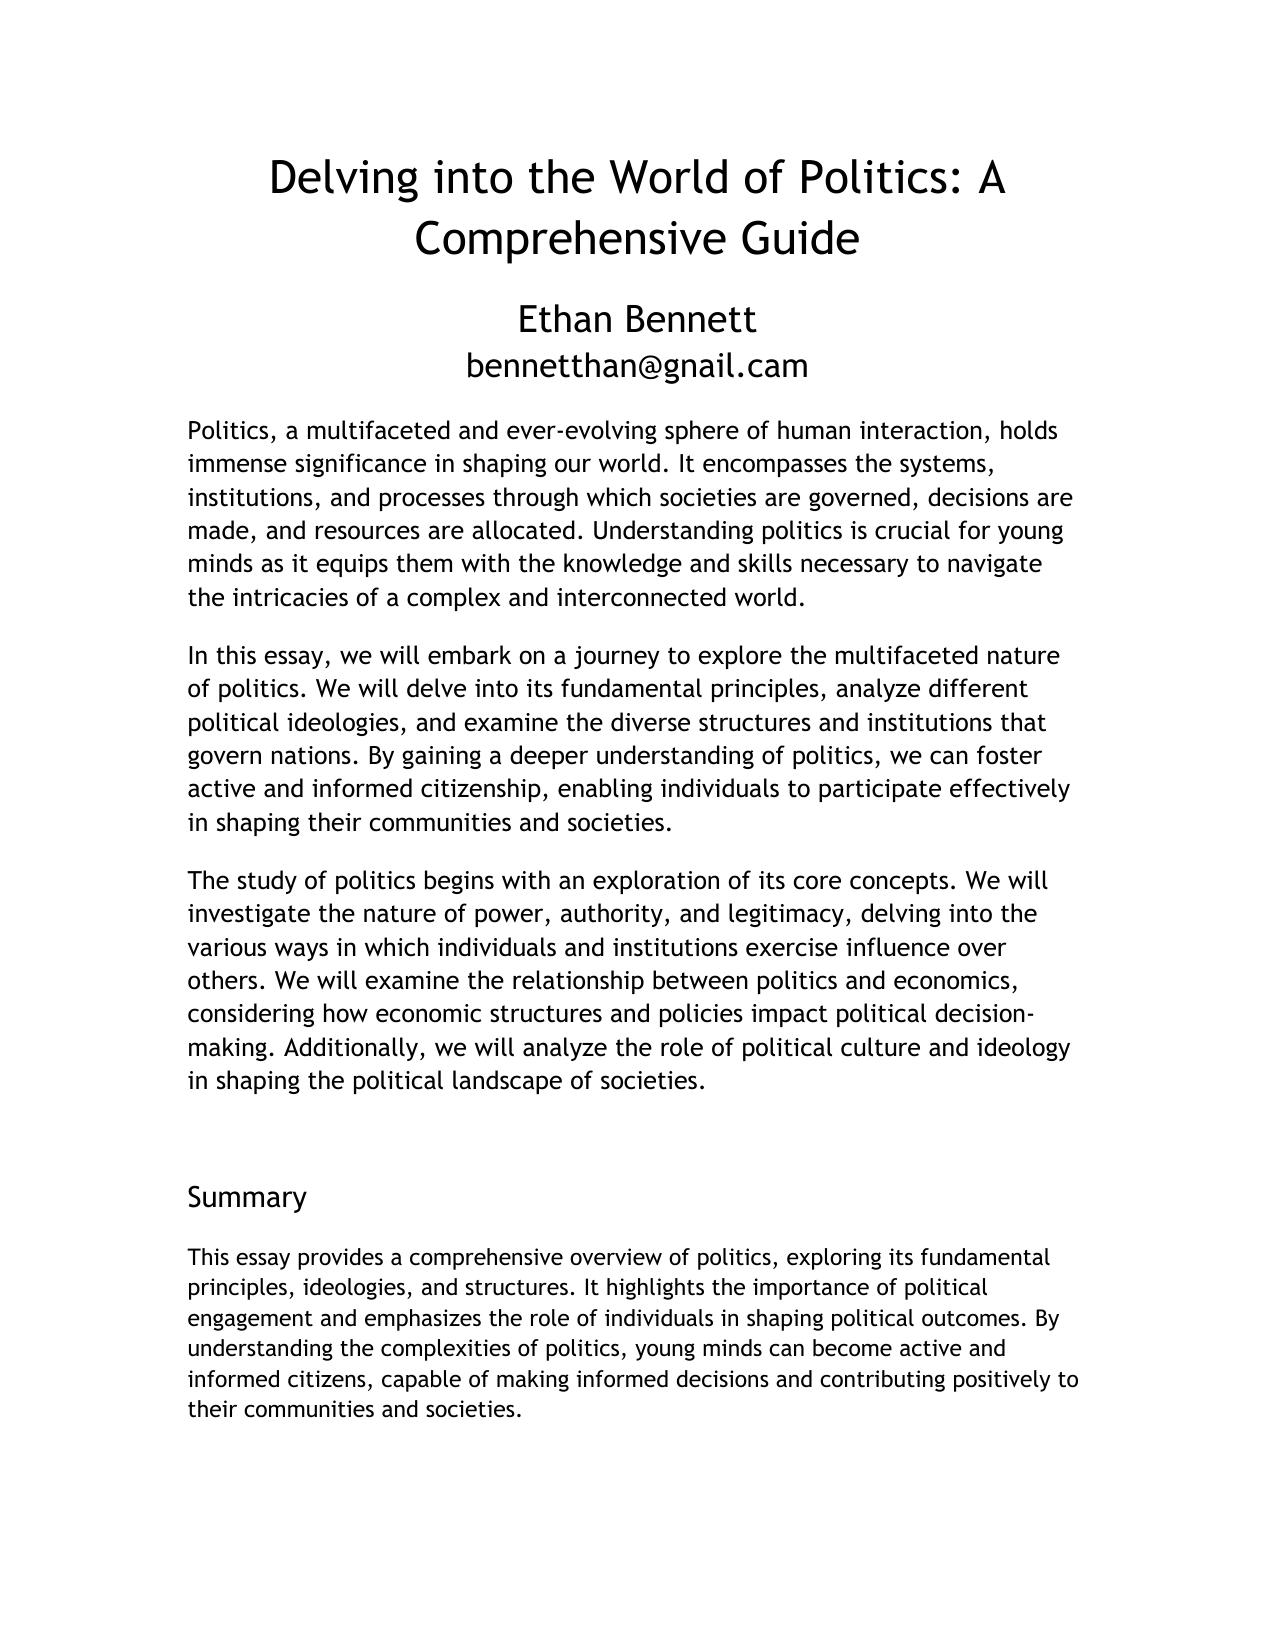 Delving into the World of Politics: A
Comprehensive Guide
Ethan Bennett
bennetthan@gnail.cam
Politics, a multifaceted and ever-evolving sphere of human interaction, holds
immense significance in shaping our world. It encompasses the systems,
institutions, and processes through which societies are governed, decisions are
made, and resources are allocated. Understanding politics is crucial for young
minds as it equips them with the knowledge and skills necessary to navigate
the intricacies of a complex and interconnected world.
In this essay, we will embark on a journey to explore the multifaceted nature
of politics. We will delve into its fundamental principles, analyze different
political ideologies, and examine the diverse structures and institutions that
govern nations. By gaining a deeper understanding of politics, we can foster
active and informed citizenship, enabling individuals to participate effectively
in shaping their communities and societies.
The study of politics begins with an exploration of its core concepts. We will
investigate the nature of power, authority, and legitimacy, delving into the
various ways in which individuals and institutions exercise influence over
others. We will examine the relationship between politics and economics,
considering how economic structures and policies impact political decision-
making. Additionally, we will analyze the role of political culture and ideology
in shaping the political landscape of societies.
Summary
This essay provides a comprehensive overview of politics, exploring its fundamental
principles, ideologies, and structures. It highlights the importance of political
engagement and emphasizes the role of individuals in shaping political outcomes. By
understanding the complexities of politics, young minds can become active and
informed citizens, capable of making informed decisions and contributing positively to
their communities and societies.